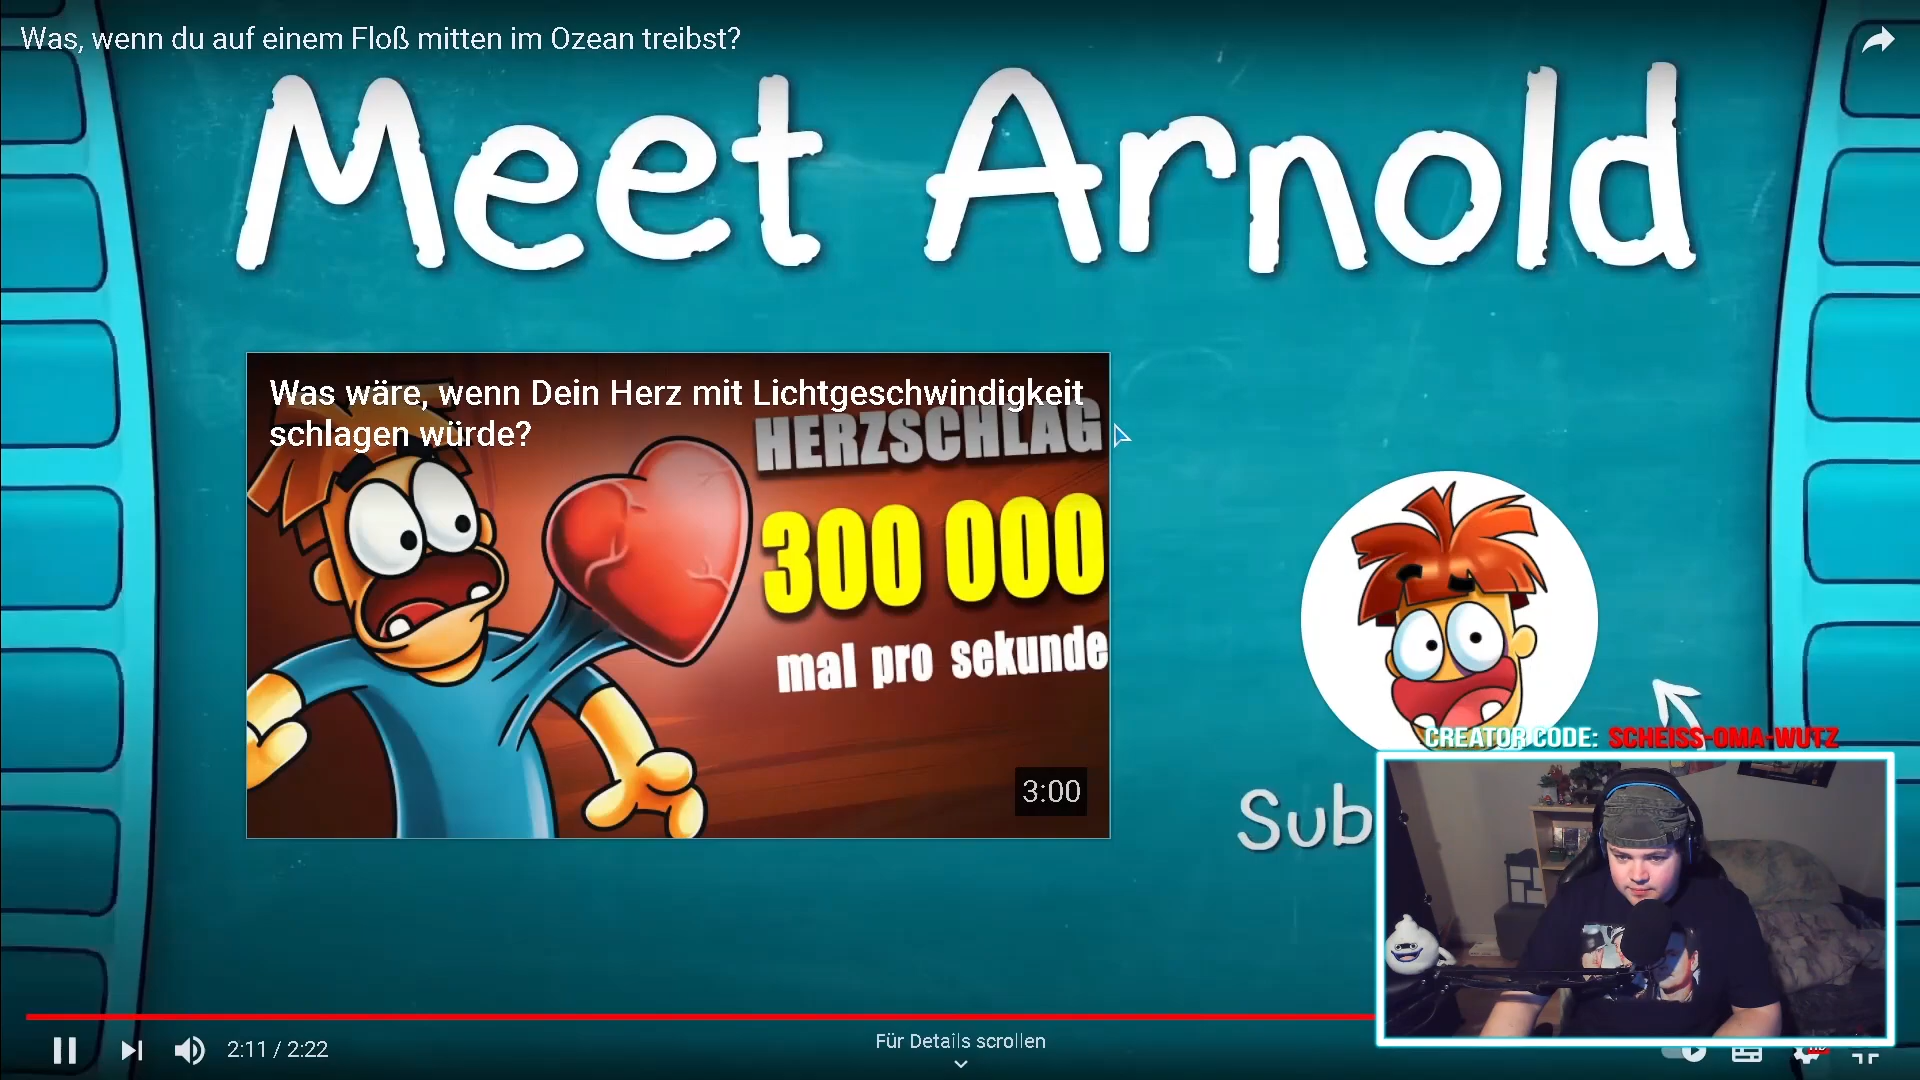 Was, wenn du auf einem Floß mitten im Ozean treibst?
Meet Arnold
Was wäre, wenn Dein Herz mit Lichtgeschwindigkeit
schlagen würde?
HERZSCHLAG
300 000
mal pro sekunde
3:00
CREATOR CODE: SCHEISS-OMA-WUTZ
Sub
2:11 / 2:22
Für Details scrollen